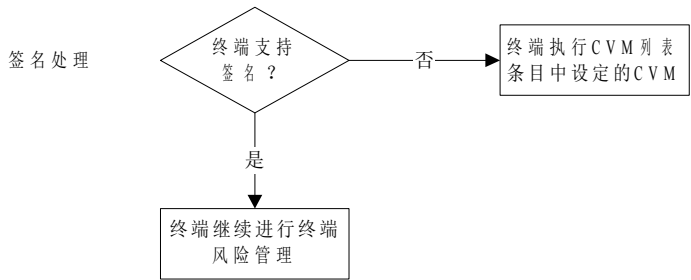 签名处理
终端支持
签名？
否
终端执行CVM列表
条目中设定的CVM
是
终端继续进行终端
风险管理